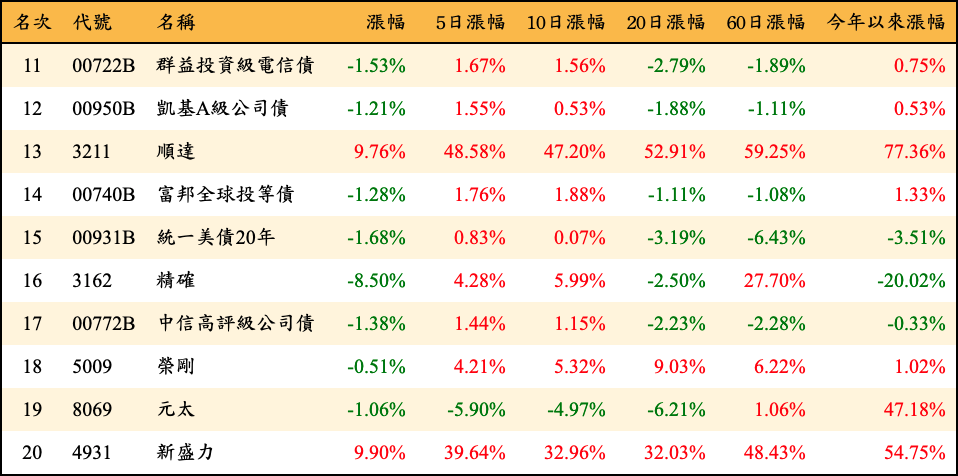 名次 代號 名稱 漲幅 5日漲幅 10日漲幅 20日漲幅 60日漲幅 今年以來漲幅
11 00722B 群益投資級電信債 -1.53% 1.67% 1.56% -2.79% -1.89% 0.75%
12 00950B 凱基A級公司債 -1.21% 1.55% 0.53% -1.88% -1.11% 0.53%
13 3211 順達 9.76% 48.58% 47.20% 52.91% 59.25% 77.36%
14 00740B 富邦全球投等債 -1.28% 1.76% 1.88% -1.11% -1.08% 1.33%
15 00931B 統一美債20年 -1.68% 0.83% 0.07% -3.19% -6.43% -3.51%
16 3162 精確 -8.50% 4.28% 5.99% -2.50% 27.70% -20.02%
17 00772B 中信高評級公司債 -1.38% 1.44% 1.15% -2.23% -2.28% -0.33%
18 5009 榮剛 -0.51% 4.21% 5.32% 9.03% 6.22% 1.02%
19 8069 元太 -1.06% -5.90% -4.97% -6.21% 1.06% 47.18%
20 4931 新盛力 9.90% 39.64% 32.96% 32.03% 48.43% 54.75%